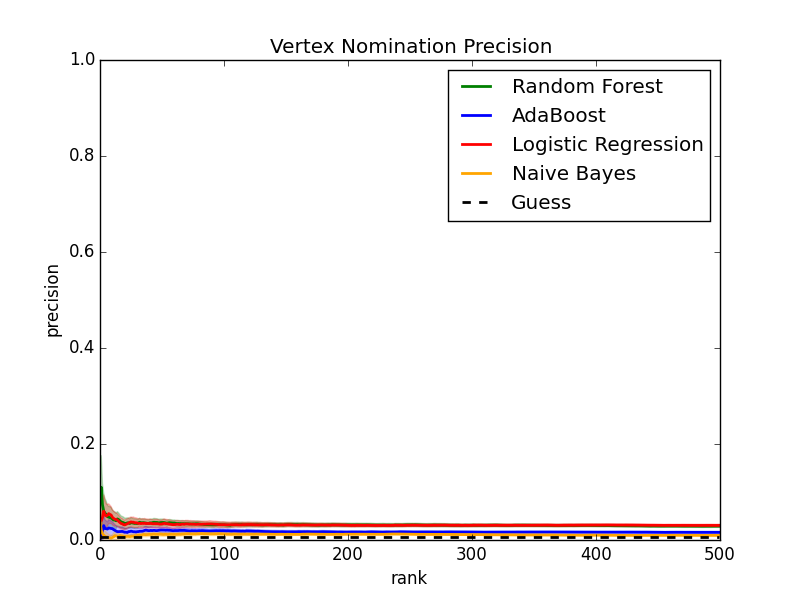 Vertex Nomination Precision
1.0
0.8
0.6
0.4
0.2
0.0
precision
Random Forest
AdaBoost
Logistic Regression
Naive Bayes
Guess
0 100 200 300 400 500
rank